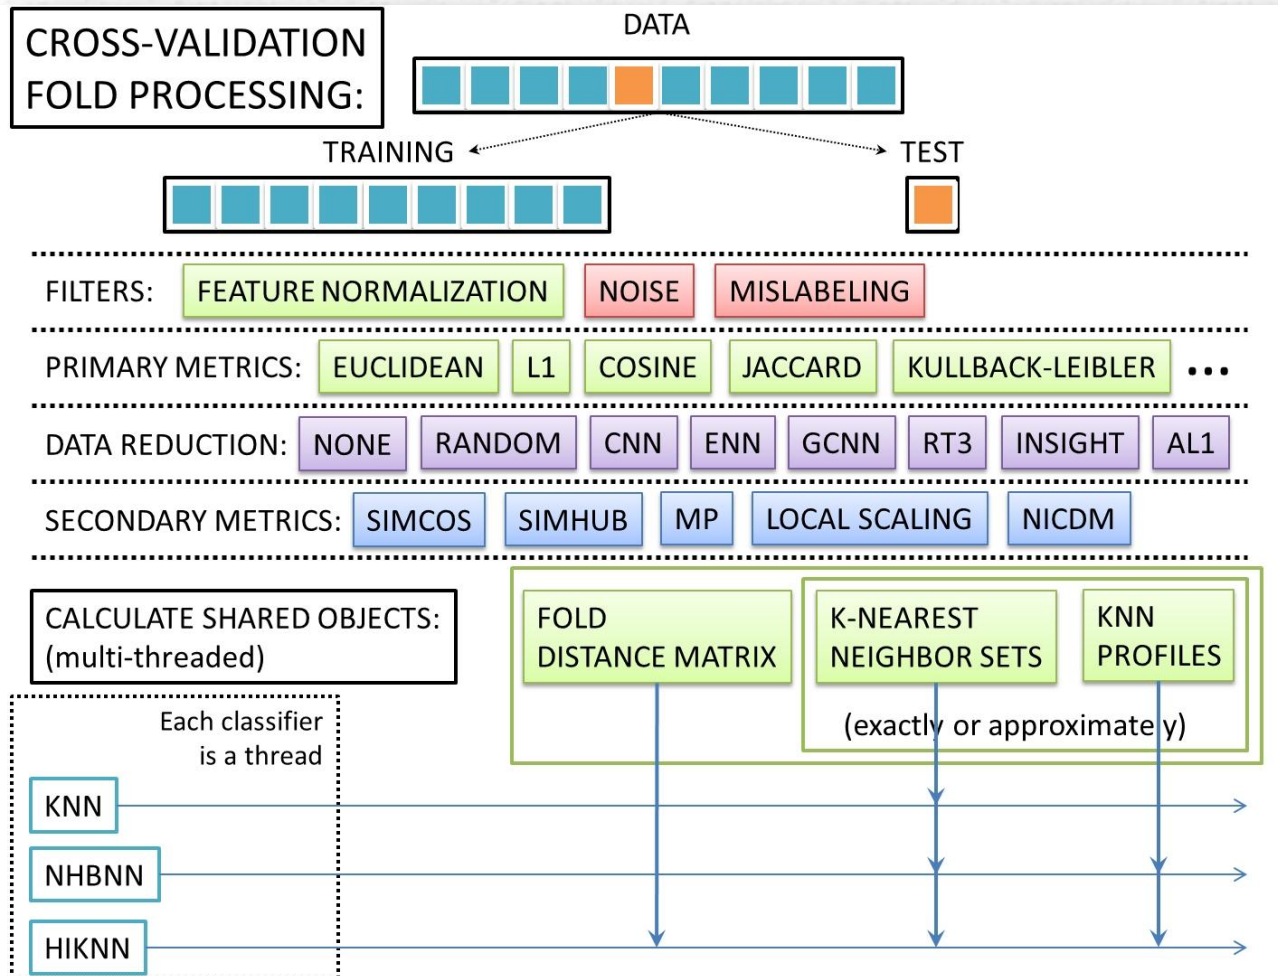 CROSS-VALIDATION
FOLD PROCESSING:
DATA
TRAINING
TEST
FILTERS: FEATURE NORMALIZATION NOISE MISLABELING
PRIMARY METRICS: EUCLIDEAN L1 COSINE JACCARD KULLBACK-LEIBLER ...
DATA REDUCTION: NONE RANDOM CNN ENN GCNN RT3 INSIGHT AL1
SECONDARY METRICS: SIMCOS SIMHUB MP LOCAL SCALING NICDM
CALCULATE SHARED OBJECTS:
(multi-threaded)
FOLD
DISTANCE MATRIX
K-NEAREST
NEIGHBOR SETS
KNN
PROFILES
(exactly or approximately)
Each classifier
is a thread
KNN
NHBNN
HIKNN